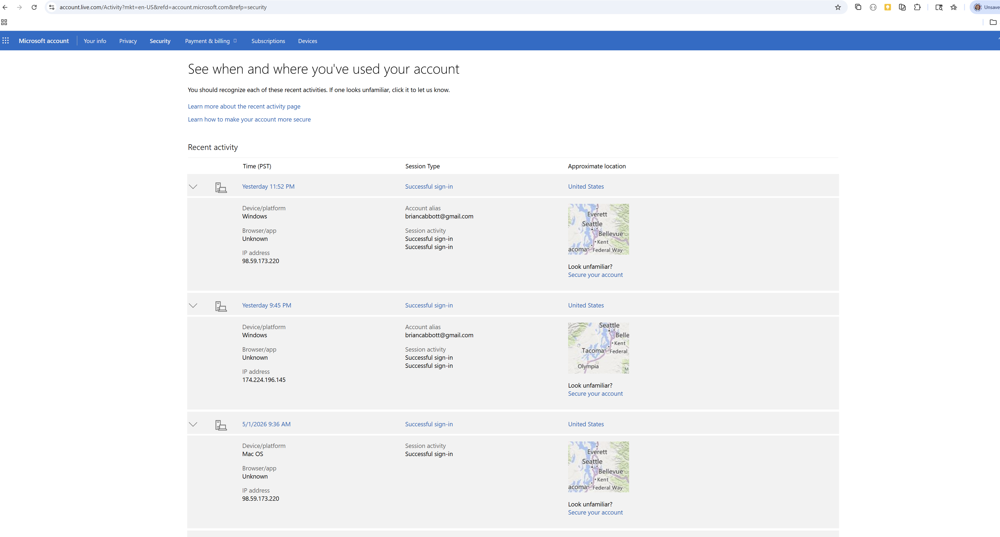 account.live.com/Activity?mkt=en-US&refd=account.microsoft.com&refp=security
Microsoft account Your info Privacy Security Payment & billing Subscriptions Devices
See when and where you've used your account
You should recognize each of these recent activities. If one looks unfamiliar, click it to let us know.
Learn more about the recent activity page
Learn how to make your account more secure
Recent activity
Time (PST) Session Type Approximate location
Yesterday 11:52 PM Successful sign-in United States
Device/platform
Windows
Browser/app
Unknown
IP address
98.59.173.220
Account alias
briancabbott@gmail.com
Session activity
Successful sign-in
Successful sign-in
Everett
Seattle
Bellevue
Kent
acoma Federal Way
Look unfamiliar?
Secure your account
Yesterday 9:45 PM Successful sign-in United States
Device/platform
Windows
Browser/app
Unknown
IP address
174.224.196.145
Account alias
briancabbott@gmail.com
Session activity
Successful sign-in
Successful sign-in
Seattle
Belle
Kent
Tacoma Federal
Olympia
M
Look unfamiliar?
Secure your account
5/1/2026 9:36 AM Successful sign-in United States
Device/platform
Mac OS
Browser/app
Unknown
IP address
98.59.173.220
Session activity
Successful sign-in
Everett
Seattle
Bellevue
Kent
acoma Federal Way
Look unfamiliar?
Secure your account